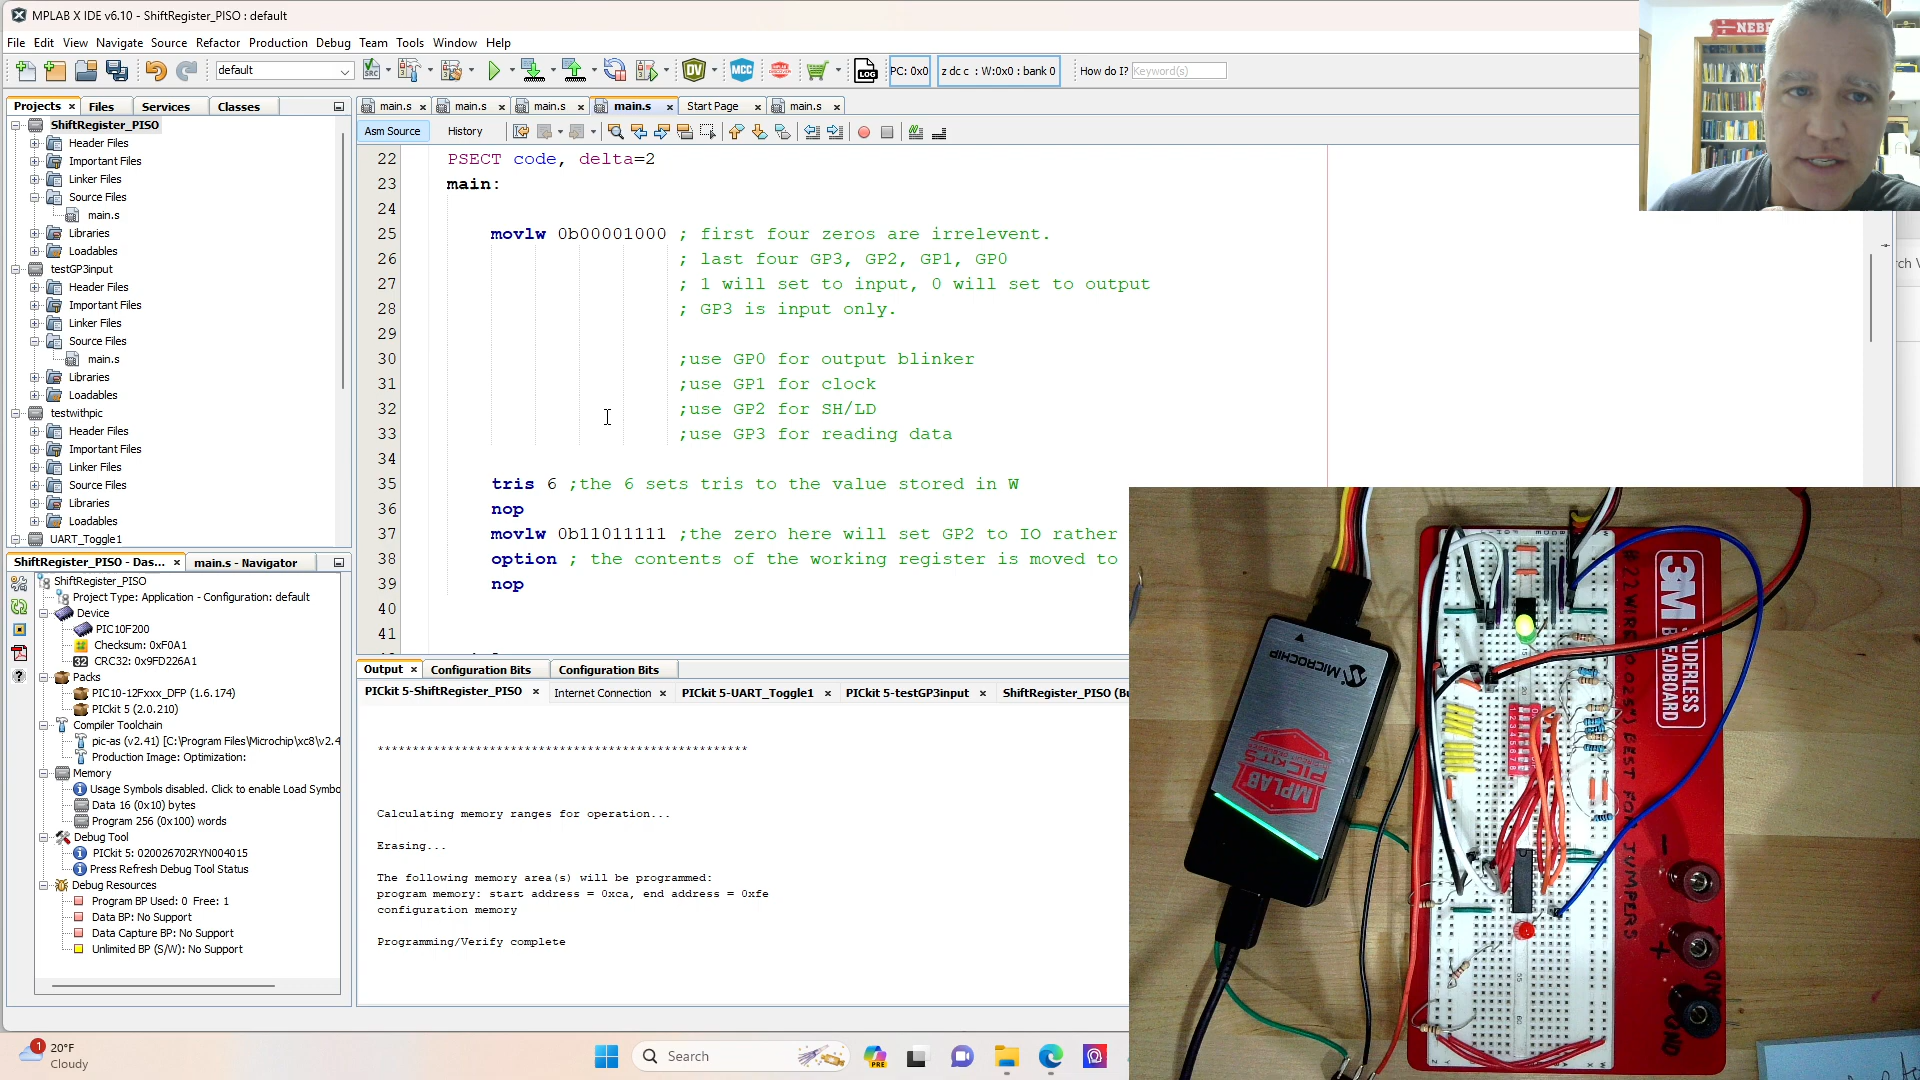 MPLAB X IDE v6.10 - ShiftRegister_PISO : default
File Edit View Navigate Source Refactor Production Debug Team Tools Window Help
default
PC: 0x0
z dc c : W:0x0 : bank 0
How do I? Keyword(s)
Projects Files Services Classes
main.s main.s main.s main.s Start Page main.s
Asm Source History
ShiftRegister_PISO
Header Files
Important Files
Linker Files
Source Files
main.s
Libraries
Loadables
testGP3input
Header Files
Important Files
Linker Files
Source Files
main.s
Libraries
Loadables
testwithpic
Header Files
Important Files
Linker Files
Source Files
Libraries
Loadables
UART_Toggle1
22 PSECT code, delta=2
23 main:
24
25 movlw 0b00001000 ; first four zeros are irrelevent.
26 ; last four GP3, GP2, GP1, GP0
27 ; 1 will set to input, 0 will set to output
28 ; GP3 is input only.
29
30 ;use GP0 for output blinker
31 ;use GP1 for clock
32 ;use GP2 for SH/LD
33 ;use GP3 for reading data
34
35 tris 6 ;the 6 sets tris to the value stored in W
36 nop
37 movlw 0b11011111 ;the zero here will set GP2 to IO rather
38 option ; the contents of the working register is moved to
39 nop
40
41
ShiftRegister_PISO - Das... main.s - Navigator
ShiftRegister_PISO
Project Type: Application - Configuration: default
Device
PIC10F200
Checksum: 0xF0A1
CRC32: 0x9FD226A1
Packs
PIC10-12Fxxx_DFP (1.6.174)
PICkit 5 (2.0.210)
Compiler Toolchain
pic-as (v2.41) [C:\Program Files\Microchip\xc8\v2.4
Production Image: Optimization:
Memory
Usage Symbols disabled. Click to enable Load Symbo
Data 16 (0x10) bytes
Program 256 (0x100) words
Debug Tool
PICkit 5: 020026702RYN004015
Press Refresh Debug Tool Status
Debug Resources
Program BP Used: 0 Free: 1
Data BP: No Support
Data Capture BP: No Support
Unlimited BP (S/W): No Support
Output Configuration Bits Configuration Bits
PICkit 5-ShiftRegister_PISO Internet Connection PICkit 5-UART_Toggle1 PICkit 5-testGP3input ShiftRegister_PISO (Bu
**************************************************
Calculating memory ranges for operation...
Erasing...
The following memory area(s) will be programmed:
program memory: start address = 0xca, end address = 0xfe
configuration memory
Programming/Verify complete
NEB
ch V
MICROCHIP
MPLAB
PICKIT 5
3M
SOLDERLESS
BREADBOARD
BEST FOR JUMPERS
GND
1
20°F
Cloudy
Search
PRE